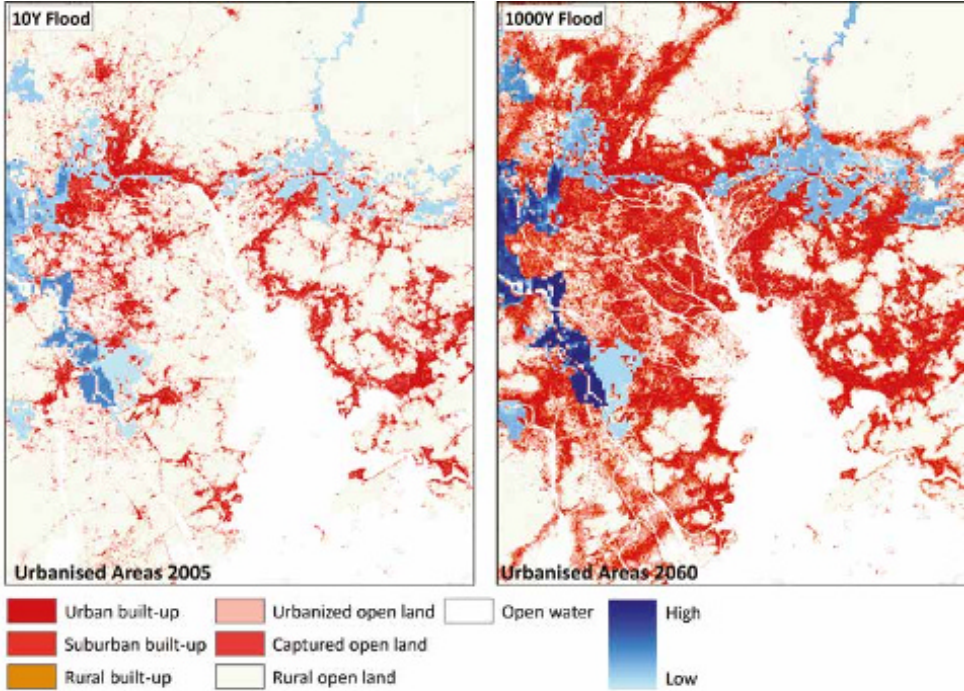 10Y Flood
1000Y Flood
Urbanised Areas 2005
Urbanised Areas 2060
Urban built-up
Urbanized open land
Open water
High
Suburban built-up
Captured open land
Rural built-up
Rural open land
Low